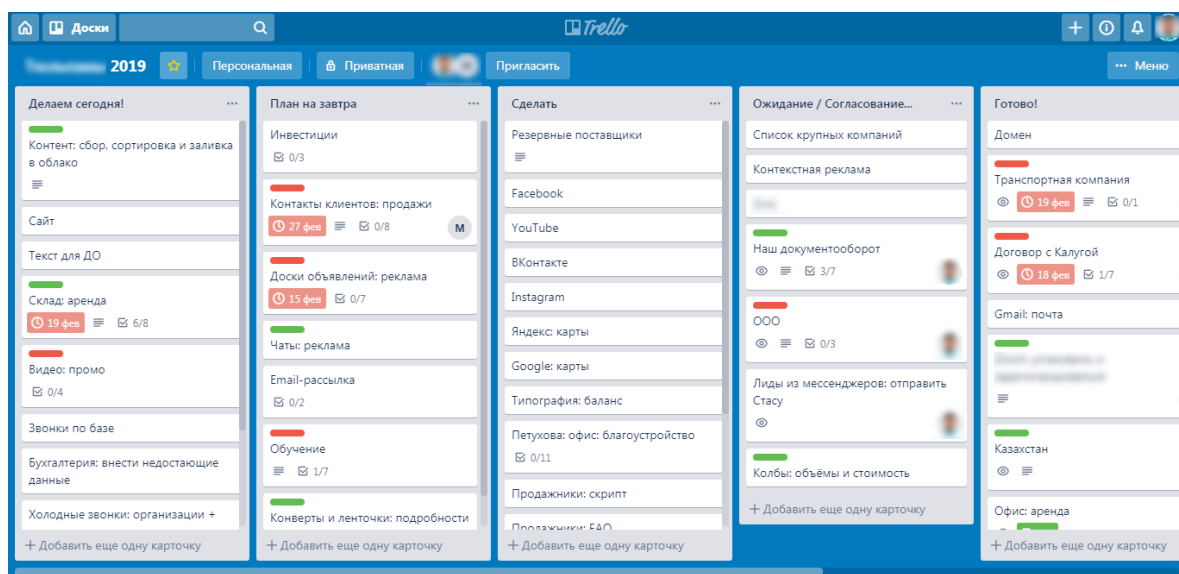 Доски
Trello
2019
Персональная
Приватная
Пригласить
... Меню
Делаем сегодня!
Контент: сбор, сортировка и заливка
в облако
Сайт
Текст для ДО
Склад: аренда
19 фев
6/8
Видео: промо
0/4
Звонки по базе
Бухгалтерия: внести недостающие
данные
Холодные звонки: организации +
+ Добавить еще одну карточку
План на завтра
Инвестиции
0/3
Контакты клиентов: продажи
27 фев
0/8
М
Доски объявлений: реклама
15 фев
0/7
Чаты: реклама
Email-рассылка
0/2
Обучение
1/7
Конверты и ленточки: подробности
+ Добавить еще одну карточку
Сделать
Резервные поставщики
Facebook
YouTube
ВКонтакте
Instagram
Яндекс: карты
Google: карты
Типография: баланс
Петухова: офис: благоустройство
0/11
Продажники: скрипт
Продажники: FAQ
+ Добавить еще одну карточку
Ожидание / Согласование...
Список крупных компаний
Контекстная реклама
Наш документооборот
3/7
ООО
0/3
Лиды из мессенджеров: отправить
Стасу
Колбы: объёмы и стоимость
+ Добавить еще одну карточку
Готово!
Домен
Транспортная компания
19 фев
0/1
Договор с Калугой
18 фев
1/7
Gmail: почта
Казахстан
Офис: аренда
+ Добавить еще одну карточку